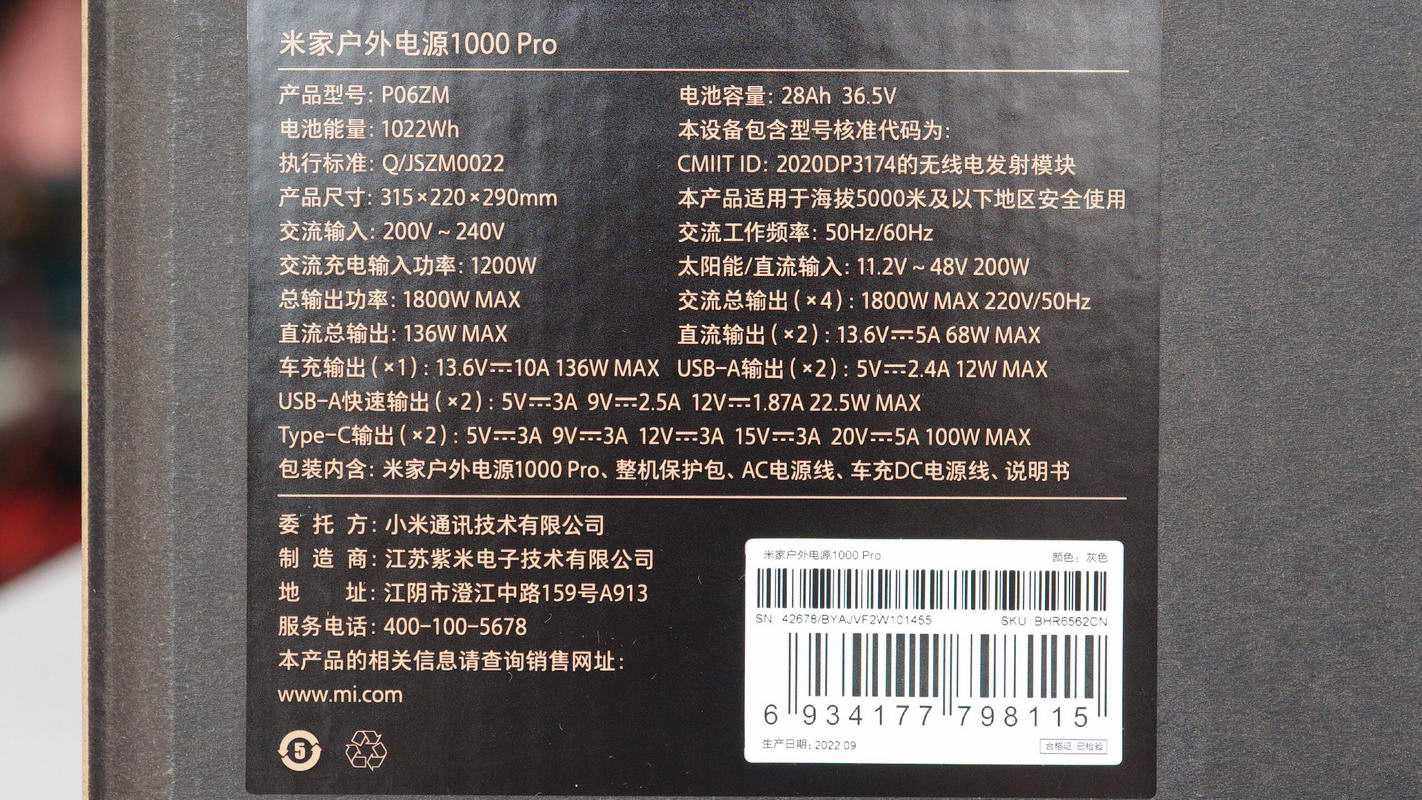 米家户外电源1000 Pro
产品型号: P06ZM
电池容量: 28Ah 36.5V
电池能量: 1022Wh
本设备包含型号核准代码为:
执行标准: Q/JSZM0022
CMIIT ID: 2020DP3174的无线电发射模块
产品尺寸: 315×220×290mm
本产品适用于海拔5000米及以下地区安全使用
交流输入: 200V ~ 240V
交流工作频率: 50Hz/60Hz
交流充电输入功率: 1200W
太阳能/直流输入: 11.2V ~ 48V 200W
总输出功率: 1800W MAX
交流总输出 ( ×4 ) : 1800W MAX 220V/50Hz
直流总输出: 136W MAX
直流输出 ( ×2 ) : 13.6V⎓5A 68W MAX
车充输出 ( ×1 ) : 13.6V⎓10A 136W MAX
USB-A输出 ( ×2 ) : 5V⎓2.4A 12W MAX
USB-A快速输出 ( ×2 ) : 5V⎓3A 9V⎓2.5A 12V⎓1.87A 22.5W MAX
Type-C输出 ( ×2 ) : 5V⎓3A 9V⎓3A 12V⎓3A 15V⎓3A 20V⎓5A 100W MAX
包装内含: 米家户外电源1000 Pro、整机保护包、AC电源线、车充DC电源线、说明书
委 托 方: 小米通讯技术有限公司
制 造 商: 江苏紫米电子技术有限公司
地 址: 江阴市澄江中路159号A913
服务电话: 400-100-5678
本产品的相关信息请查询销售网址:
www.mi.com
5
米家户外电源1000 Pro
颜色: 灰色
SN: 42678/BYAJVF2W101455
SKU: BHR6562CN
6 934177 798115
生产日期: 2022.09
合格证 已检验